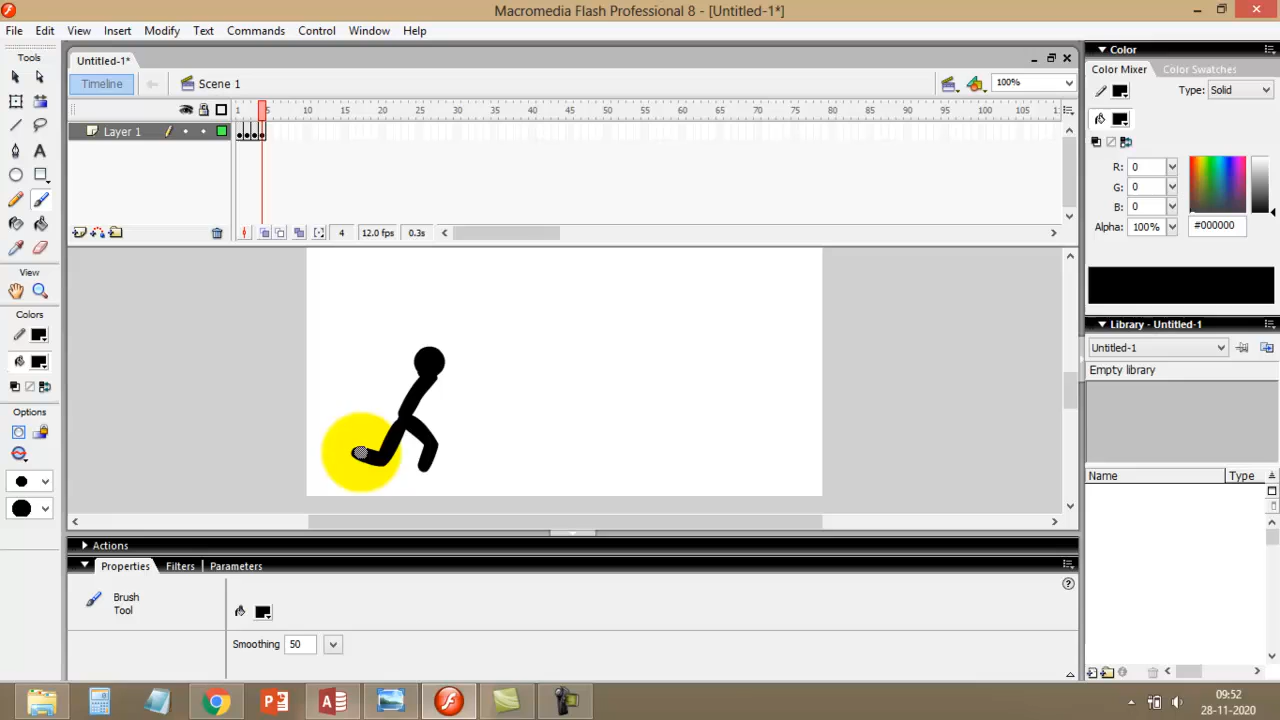 Macromedia Flash Professional 8 - [Untitled-1*]
File Edit View Insert Modify Text Commands Control Window Help
Tools
Untitled-1*
Timeline
Scene 1
100%
1 5 10 15 20 25 30 35 40 45 50 55 60 65 70 75 80 85 90 95 100 105 1:
Layer 1
4 12.0 fps 0.3s
View
Colors
Options
Color
Color Mixer Color Swatches
Type: Solid
R: 0
G: 0
B: 0
Alpha: 100% #000000
Library - Untitled-1
Untitled-1
Empty library
Name Type
Actions
Properties Filters Parameters
Brush
Tool
Smoothing 50
09:52
28-11-2020